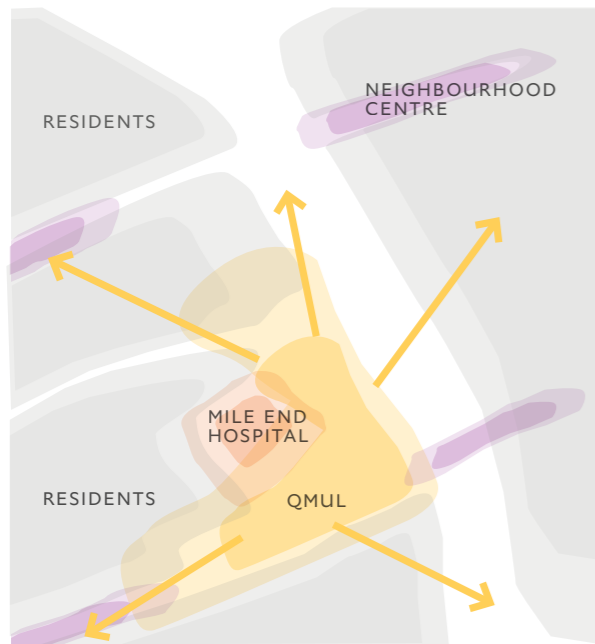 RESIDENTS
NEIGHBOURHOOD
CENTRE
MILE END
HOSPITAL
RESIDENTS
QMUL